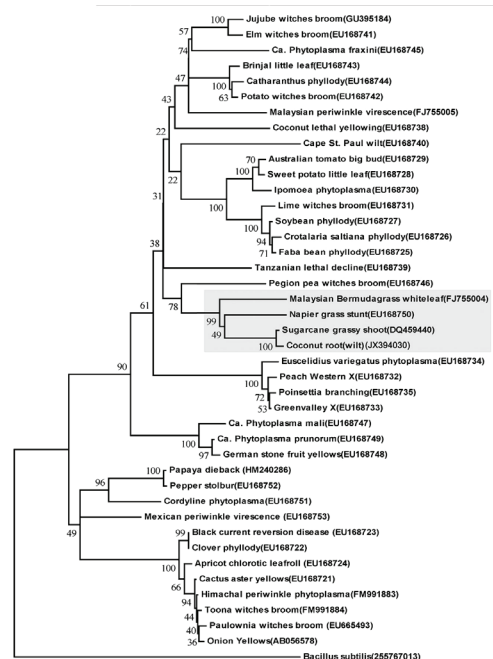 100
Jujube witches broom(GU395184)
57
Elm witches broom(EU168741)
74
Ca. Phytoplasma fraxini(EU168745)
Brinjal little leaf(EU168743)
47
100
Catharanthus phyllody(EU168744)
63
Potato witches broom(EU168742)
43
Malaysian periwinkle virescence(FJ755005)
Coconut lethal yellowing(EU168738)
22
Cape St. Paul wilt(EU168740)
70
Australian tomato big bud(EU168729)
22
Sweet potato little leaf(EU168728)
Ipomoea phytoplasma(EU168730)
31
100
Lime witches broom(EU168731)
100
Soybean phyllody(EU168727)
94
Crotalaria saltiana phyllody(EU168726)
38
71
Faba bean phyllody(EU168725)
Tanzanian lethal decline(EU168739)
Pegion pea witches broom(EU168746)
61
78
Malaysian Bermudagrass whiteleaf(FJ755004)
99
Napier grass stunt(EU168750)
49
Sugarcane grassy shoot(DQ459440)
100
Coconut root(wilt)(JX394030)
Euscelidius variegatus phytoplasma(EU168734)
90
100
Peach Western X(EU168732)
72
Poinsettia branching(EU168735)
53
Greenvalley X(EU168733)
Ca. Phytoplasma mali(EU168747)
100
Ca. Phytoplasma prunorum(EU168749)
97
German stone fruit yellows(EU168748)
100
Papaya dieback (HM240286)
96
Pepper stolbur(EU168752)
Cordyline phytoplasma(EU168751)
Mexican periwinkle virescence (EU168753)
49
99
Black current reversion disease (EU168723)
Clover phyllody(EU168722)
100
Apricot chlorotic leafroll (EU168724)
66
Cactus aster yellows(EU168721)
94
Himachal periwinkle phytoplasma(FM991883)
44
Toona witches broom(FM991884)
40
Paulownia witches broom (EU665493)
36
Onion Yellows(AB056578)
Bacillus subtilis(255767013)